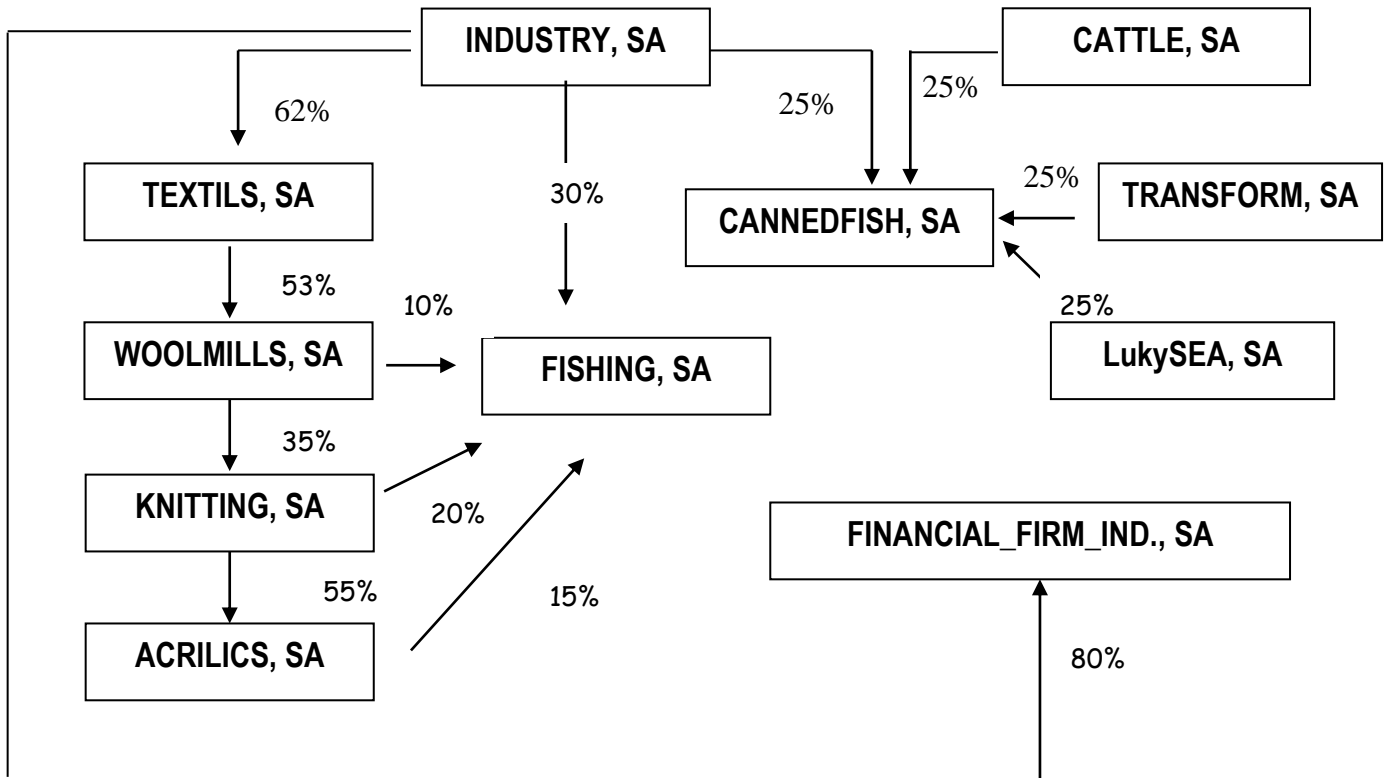 INDUSTRY, SA
CATTLE, SA
62%
25%
25%
TEXTILS, SA
30%
CANNEDFISH, SA
25%
TRANSFORM, SA
53%
10%
25%
WOOLMILLS, SA
FISHING, SA
LukySEA, SA
35%
KNITTING, SA
20%
FINANCIAL_FIRM_IND., SA
55%
15%
ACRILICS, SA
80%